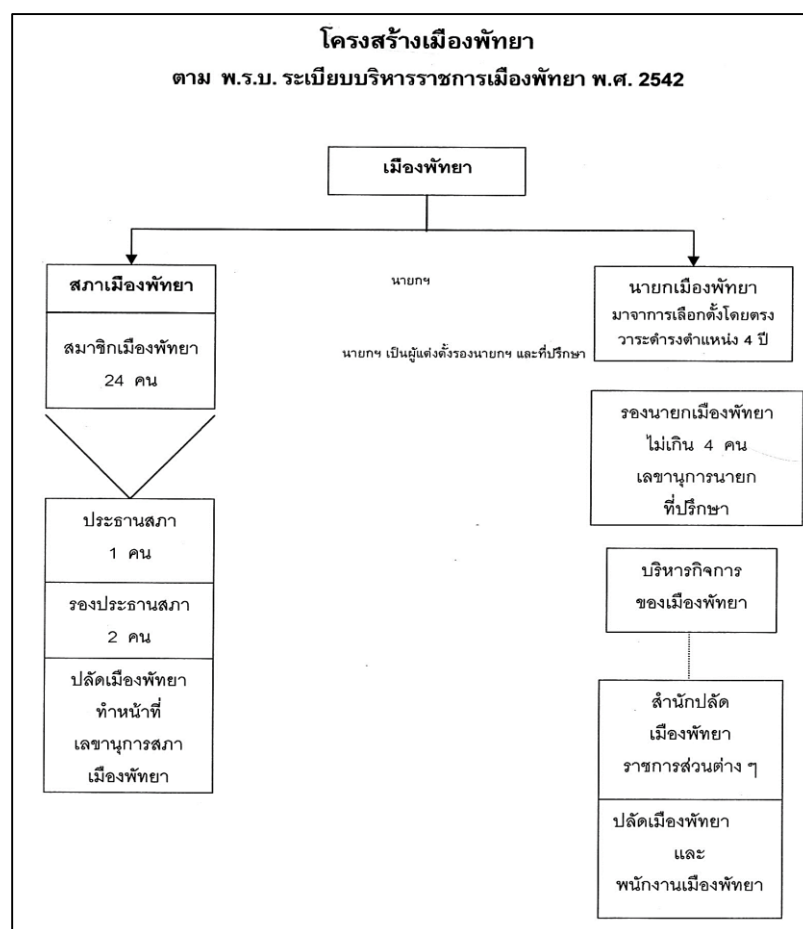 โครงสร้างเมืองพัทยา
ตาม พ.ร.บ. ระเบียบบริหารราชการเมืองพัทยา พ.ศ. 2542
เมืองพัทยา
สภาเมืองพัทยา
สมาชิกเมืองพัทยา
24 คน
ประธานสภา
1 คน
รองประธานสภา
2 คน
ปลัดเมืองพัทยา
ทำหน้าที่
เลขานุการสภา
เมืองพัทยา
นายกฯ
นายกฯ เป็นผู้แต่งตั้งรองนายกฯ และที่ปรึกษา
นายกเมืองพัทยา
มาจาการเลือกตั้งโดยตรง
วาระดำรงตำแหน่ง 4 ปี
รองนายกเมืองพัทยา
ไม่เกิน 4 คน
เลขานุการนายก
ที่ปรึกษา
บริหารกิจการ
ของเมืองพัทยา
สำนักปลัด
เมืองพัทยา
ราชการส่วนต่าง ๆ
ปลัดเมืองพัทยา
และ
พนักงานเมืองพัทยา